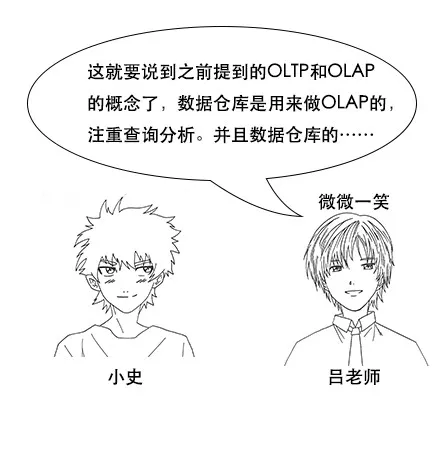 这就要说到之前提到的OLTP和OLAP
的概念了，数据仓库是用来做OLAP的，
注重查询分析。并且数据仓库的……
微微一笑
小史
吕老师